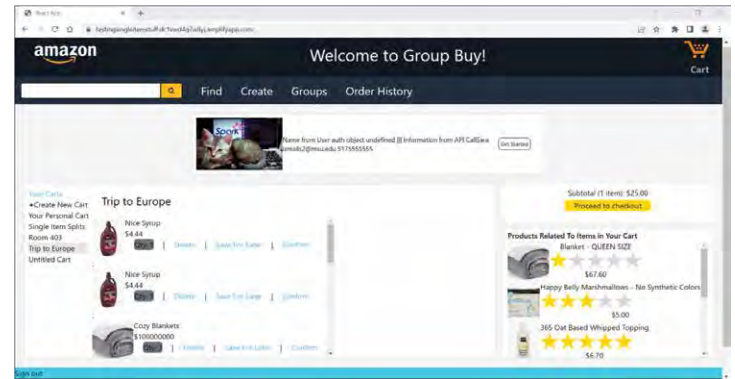 React App
amazon
Welcome to Group Buy!
Cart
Find Create Groups Order History
Spark
Name from User auth object undefined ||| Information from API Call
5175555555
Get Started
Your Carts
+Create New Cart
Your Personal Cart
Single Item Splits
Room 403
Trip to Europe
Untitled Cart
Trip to Europe
Nice Syrup
$4.44
Delete | Save For Later | Confirm
Nice Syrup
$4.44
Delete | Save For Later | Confirm
Cozy Blankets
$100000000
Delete | Save For Later | Confirm
Subtotal (1 item): $25.00
Proceed to checkout
Products Related To Items in Your Cart
Blanket - QUEEN SIZE
$67.60
Happy Belly Marshmallows - No Synthetic Colors
$5.00
365 Oat Based Whipped Topping
$6.70
Sign out